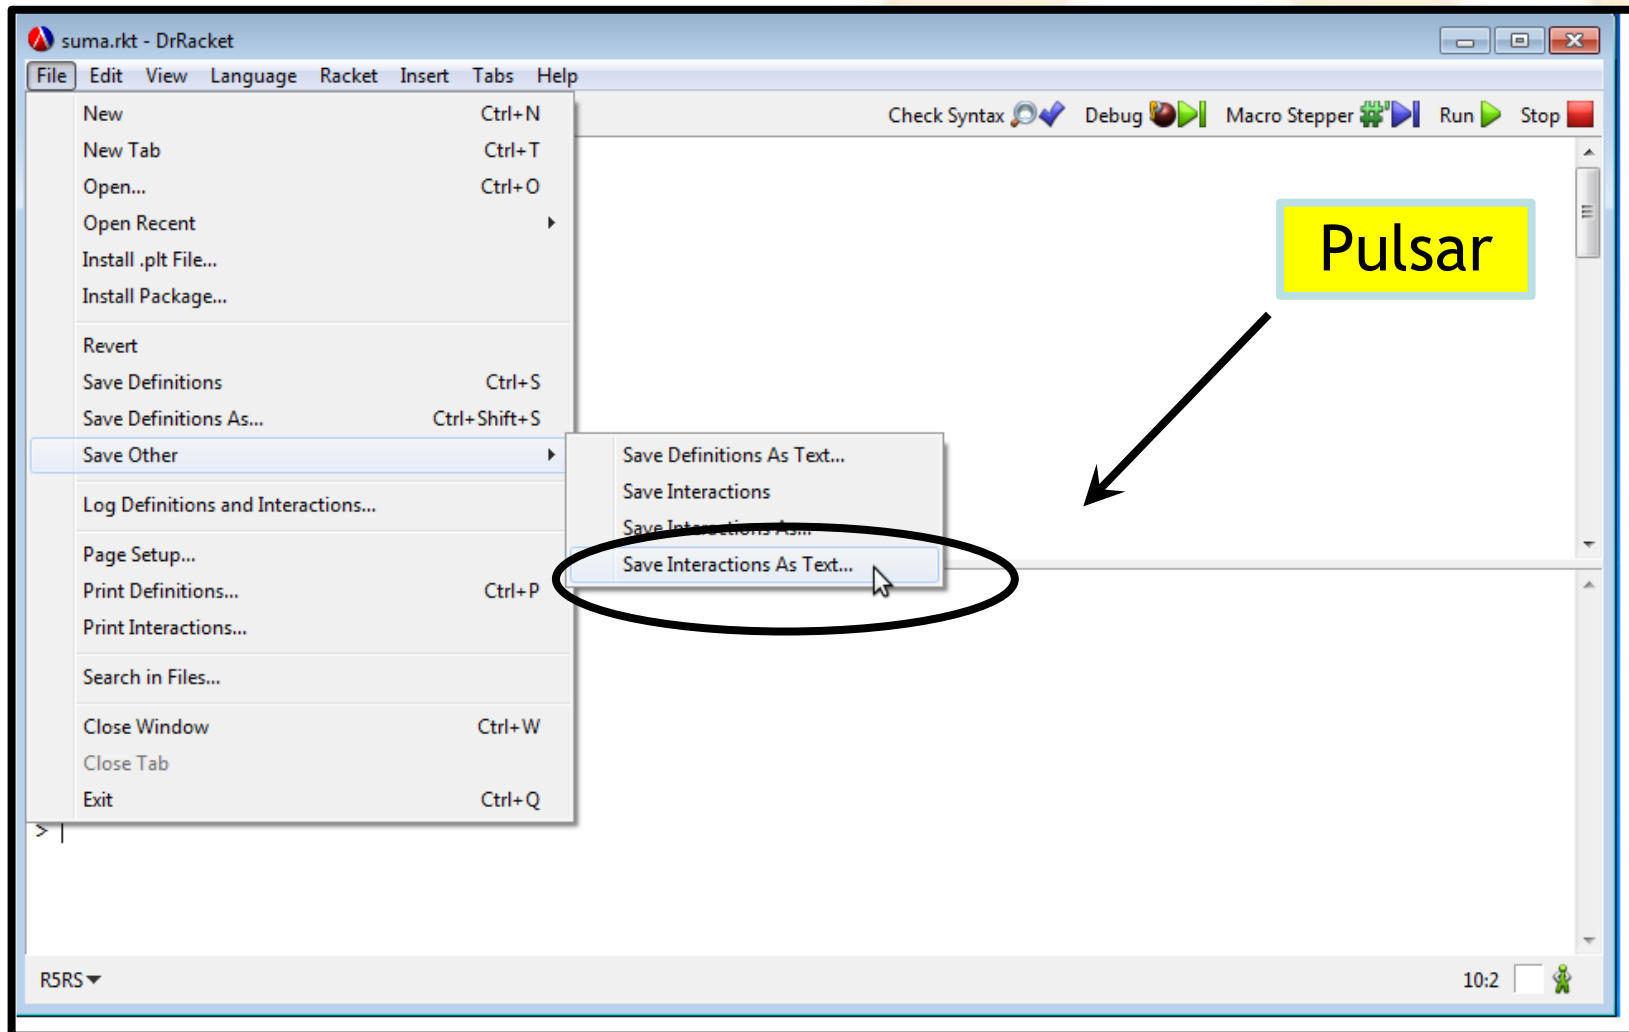 suma.rkt - DrRacket
File Edit View Language Racket Insert Tabs Help
Check Syntax Debug Macro Stepper Run Stop
New Ctrl+N
New Tab Ctrl+T
Open... Ctrl+O
Open Recent
Install .plt File...
Install Package...
Revert
Save Definitions Ctrl+S
Save Definitions As... Ctrl+Shift+S
Save Other
Log Definitions and Interactions...
Page Setup...
Print Definitions... Ctrl+P
Print Interactions...
Search in Files...
Close Window Ctrl+W
Close Tab
Exit Ctrl+Q
Save Definitions As Text...
Save Interactions
Save Interactions As...
Save Interactions As Text...
Pulsar
>
R5RS
10:2